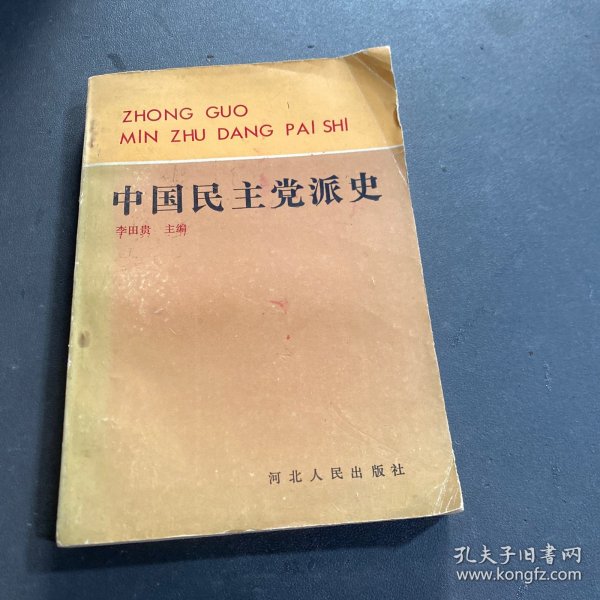 ZHONG GUO
MIN ZHU DANG PAI SHI
中国民主党派史
李田贵 主编
河北人民出版社
孔夫子旧书网
www.kongfz.com